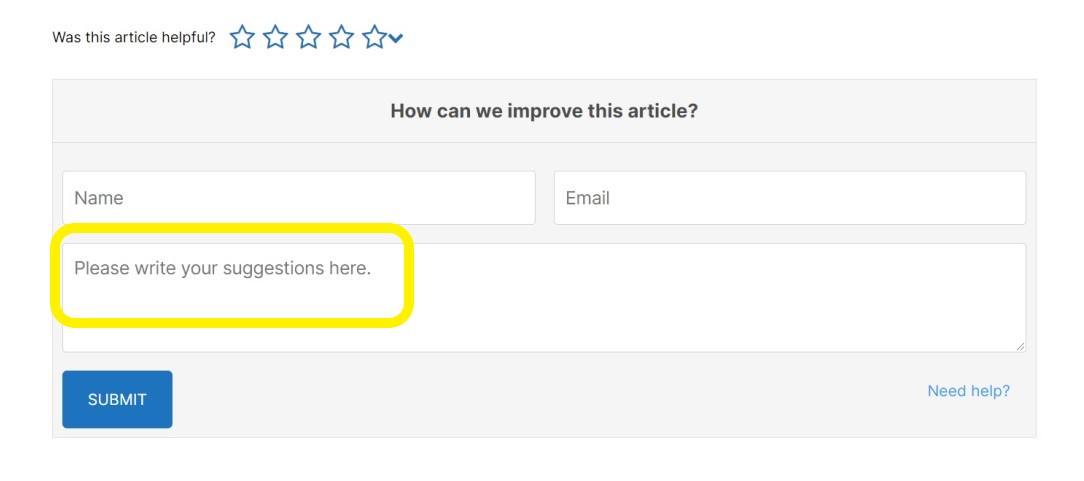 Was this article helpful?
How can we improve this article?
Name Email
Please write your suggestions here.
SUBMIT Need help?